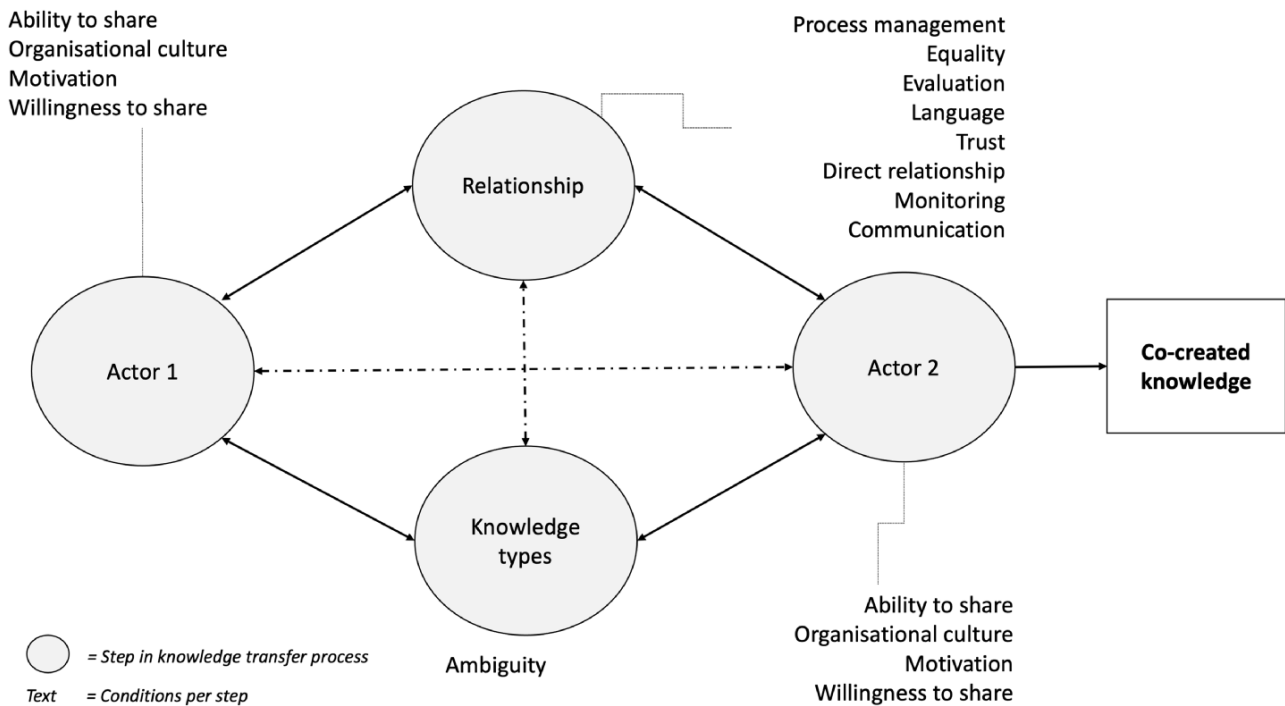 Ability to share
Organisational culture
Motivation
Willingness to share
Process management
Equality
Evaluation
Language
Trust
Direct relationship
Monitoring
Communication
Relationship
Actor 1
Actor 2
Co-created
knowledge
Knowledge
types
Ambiguity
Ability to share
Organisational culture
Motivation
Willingness to share
= Step in knowledge transfer process
Text = Conditions per step